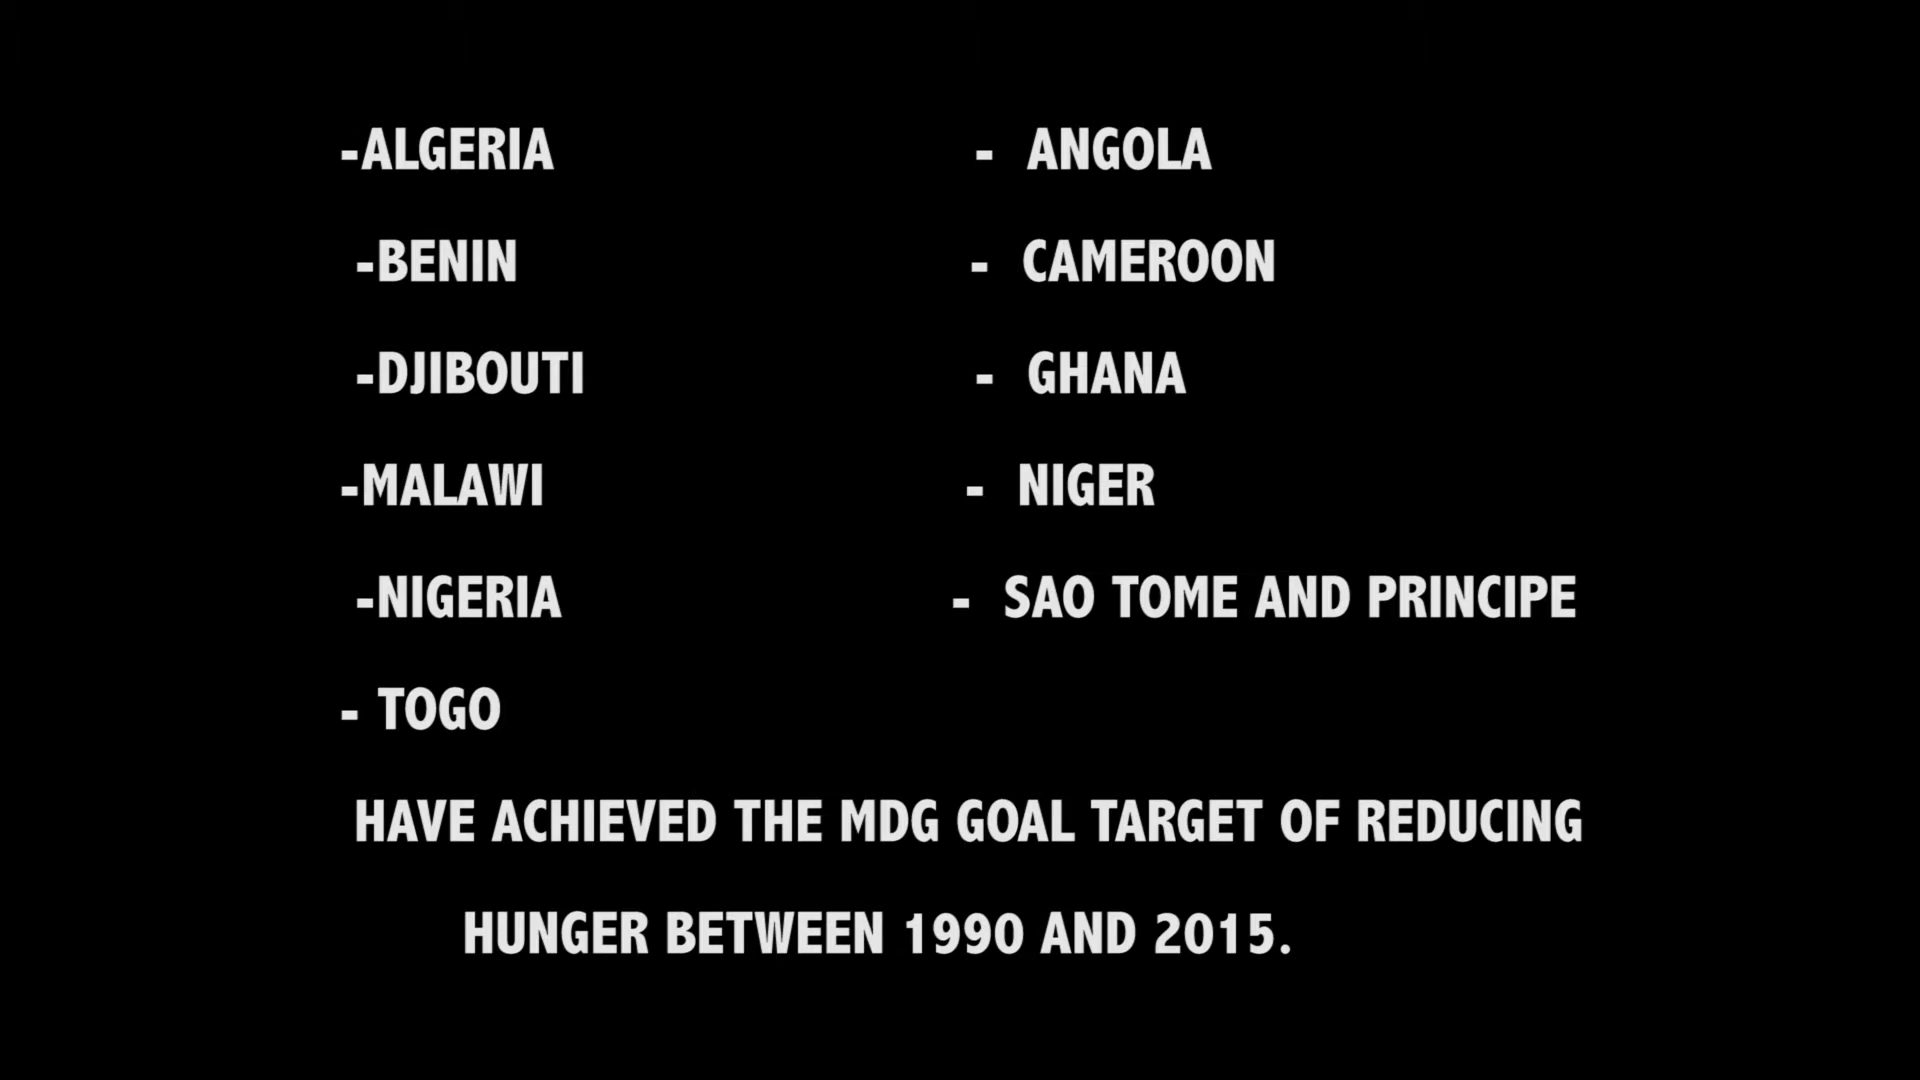 -ALGERIA - ANGOLA
-BENIN - CAMEROON
-DJIBOUTI - GHANA
-MALAWI - NIGER
-NIGERIA - SAO TOME AND PRINCIPE
- TOGO
HAVE ACHIEVED THE MDG GOAL TARGET OF REDUCING
HUNGER BETWEEN 1990 AND 2015.